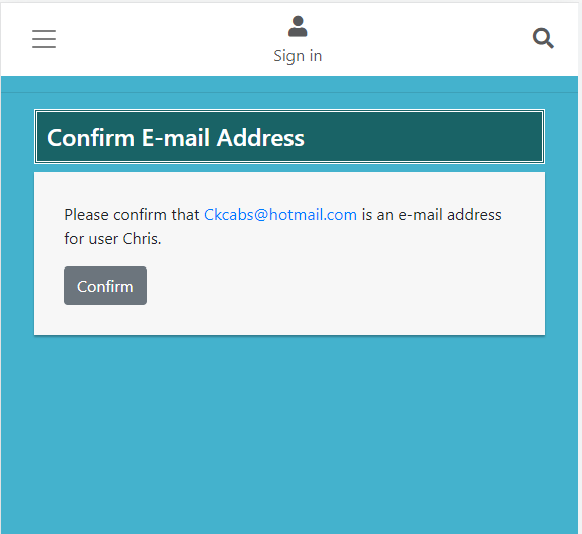 Sign in
Confirm E-mail Address
Please confirm that Ckcabs@hotmail.com is an e-mail address
for user Chris.
Confirm